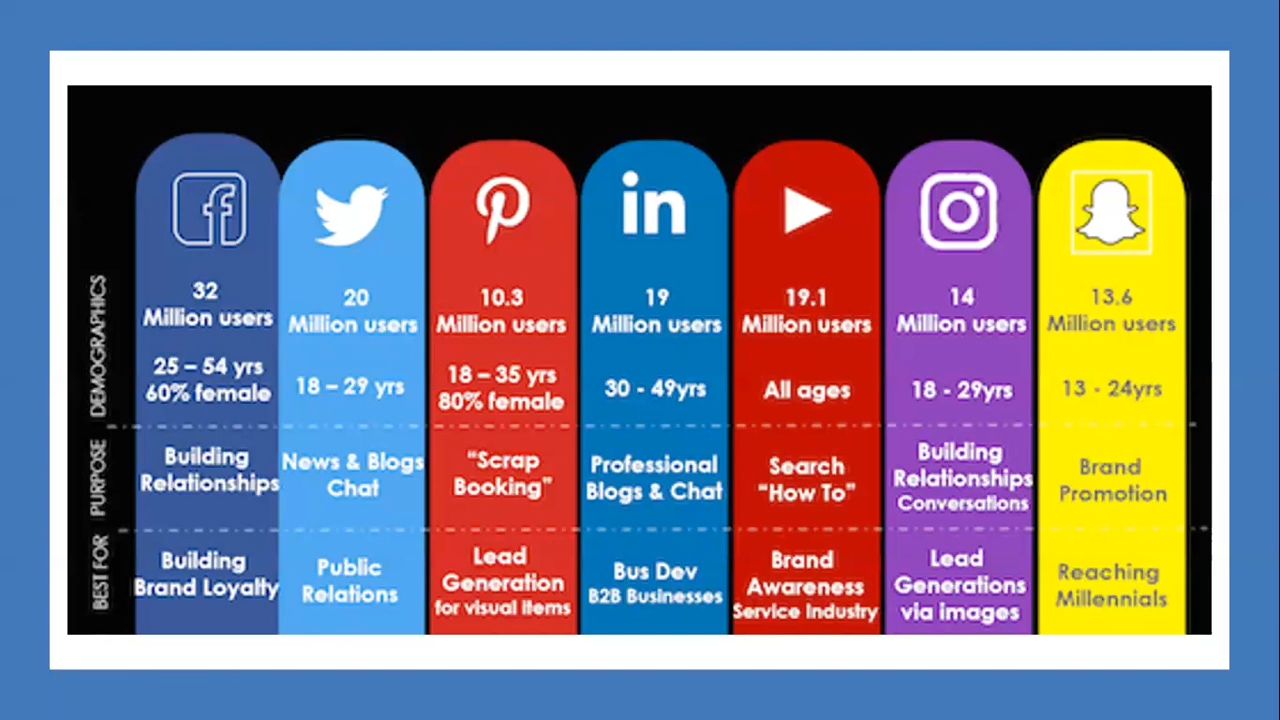 DEMOGRAPHICS
PURPOSE
BEST FOR
32
Million users
25 – 54 yrs
60% female
Building
Relationships
Building
Brand Loyalty
20
Million users
18 – 29 yrs
News & Blogs
Chat
Public
Relations
10.3
Million users
18 – 35 yrs
80% female
“Scrap
Booking”
Lead
Generation
for visual items
in
19
Million users
30 - 49yrs
Professional
Blogs & Chat
Bus Dev
B2B Businesses
19.1
Million users
All ages
Search
“How To”
Brand
Awareness
Service Industry
14
Million users
18 - 29yrs
Building
Relationships
Conversations
Lead
Generations
via images
13.6
Million users
13 - 24yrs
Brand
Promotion
Reaching
Millennials